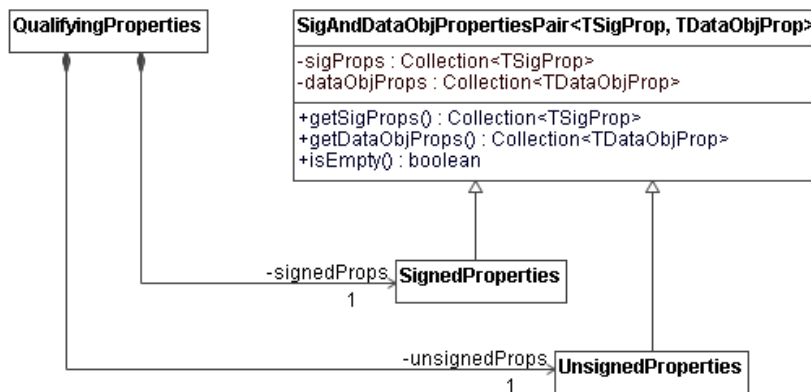 QualifyingProperties
SigAndDataObjPropertiesPair<TSigProp, TDataObjProp>
-sigProps : Collection<TSigProp>
-dataObjProps : Collection<TDataObjProp>
+getSigProps() : Collection<TSigProp>
+getDataObjProps() : Collection<TDataObjProp>
+isEmpty() : boolean
-signedProps
1
SignedProperties
-unsignedProps
1
UnsignedProperties